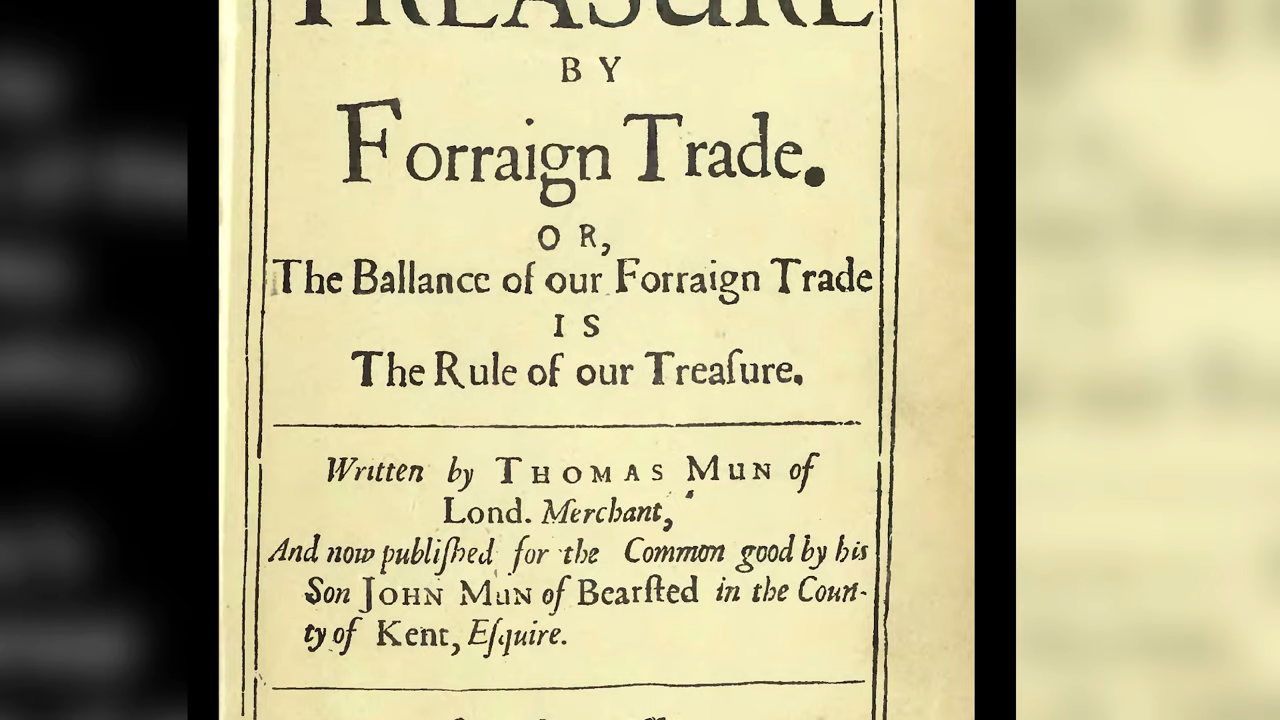 TREASURE
BY
Forraign Trade.
OR,
The Ballance of our Forraign Trade
IS
The Rule of our Treaſure.
Written by THOMAS MUN of
Lond. Merchant,
And now publiſhed for the Common good by his
Son JOHN MUN of Bearſted in the Coun-
ty of Kent, Eſquire.